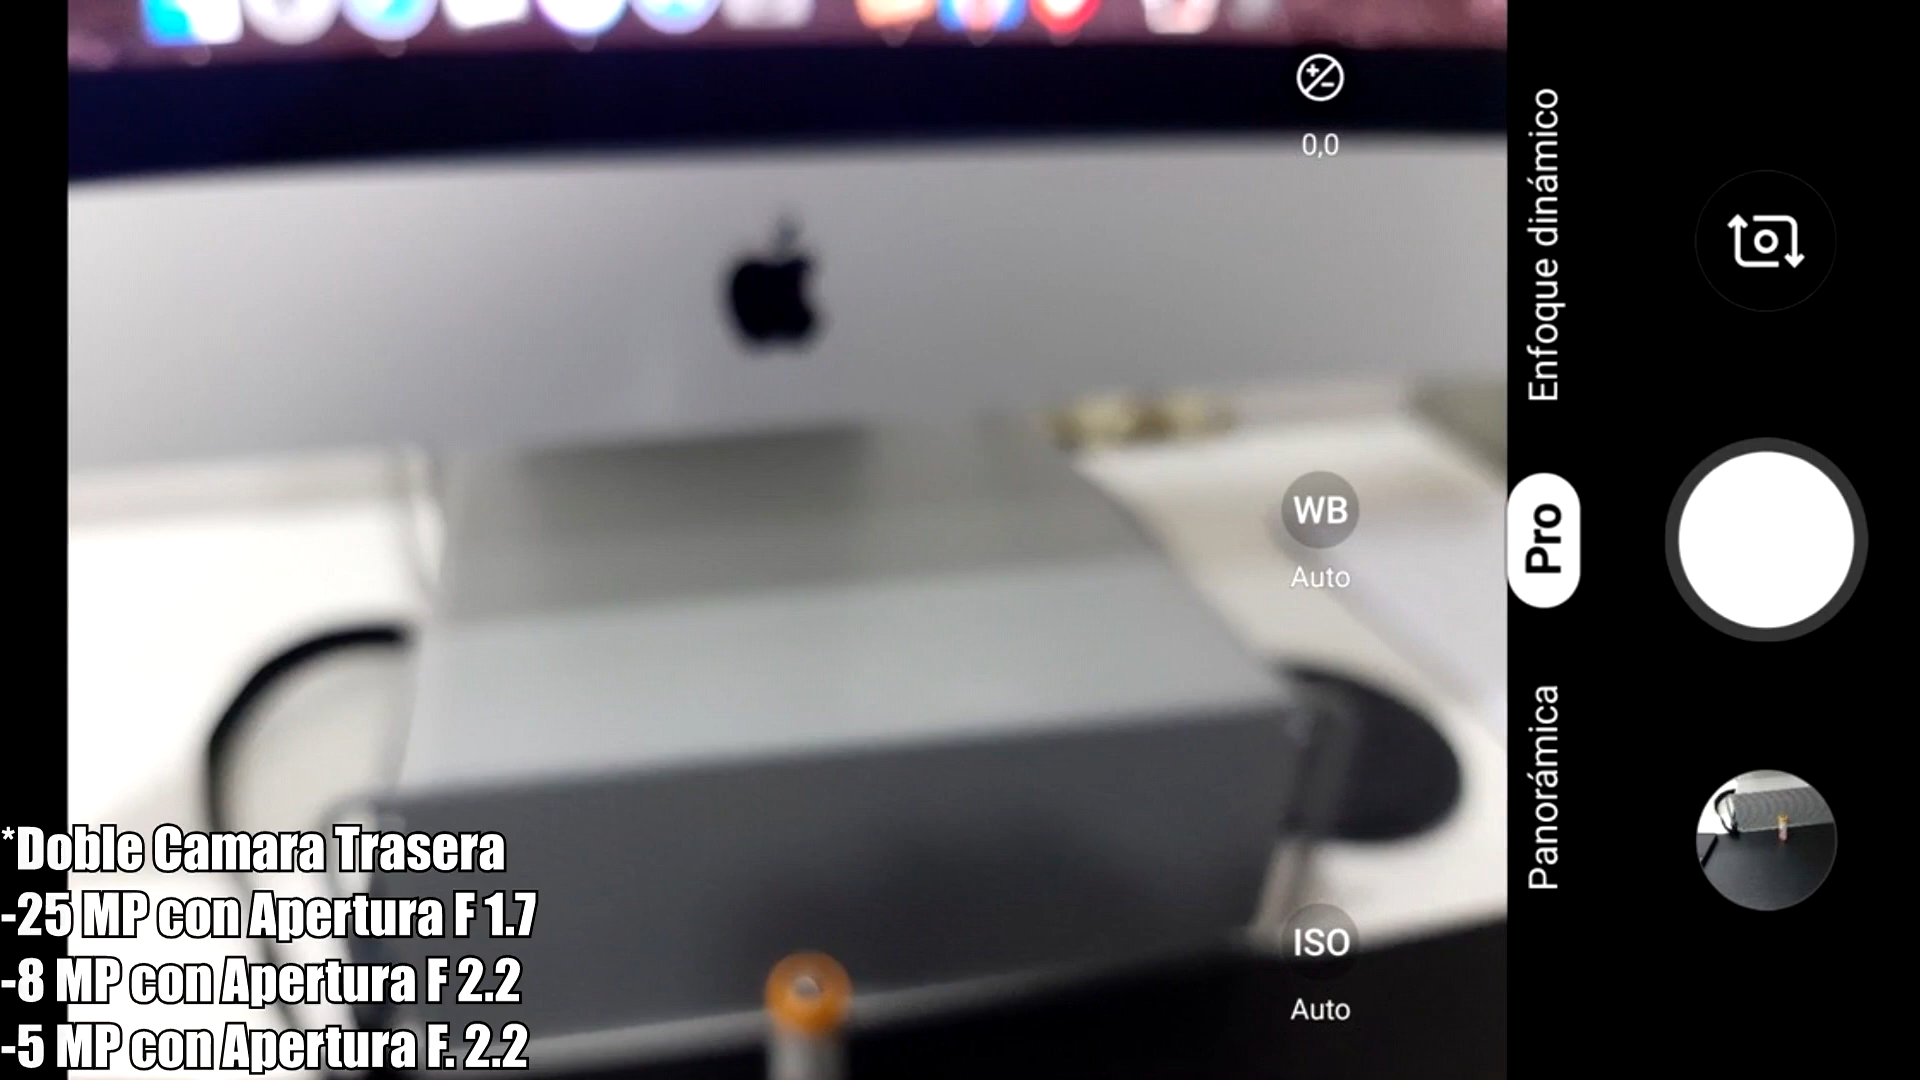 0,0
WB
Auto
ISO
Auto
Enfoque dinámico
Pro
Panorámica
*Doble Camara Trasera
-25 MP con Apertura F 1.7
-8 MP con Apertura F 2.2
-5 MP con Apertura F. 2.2